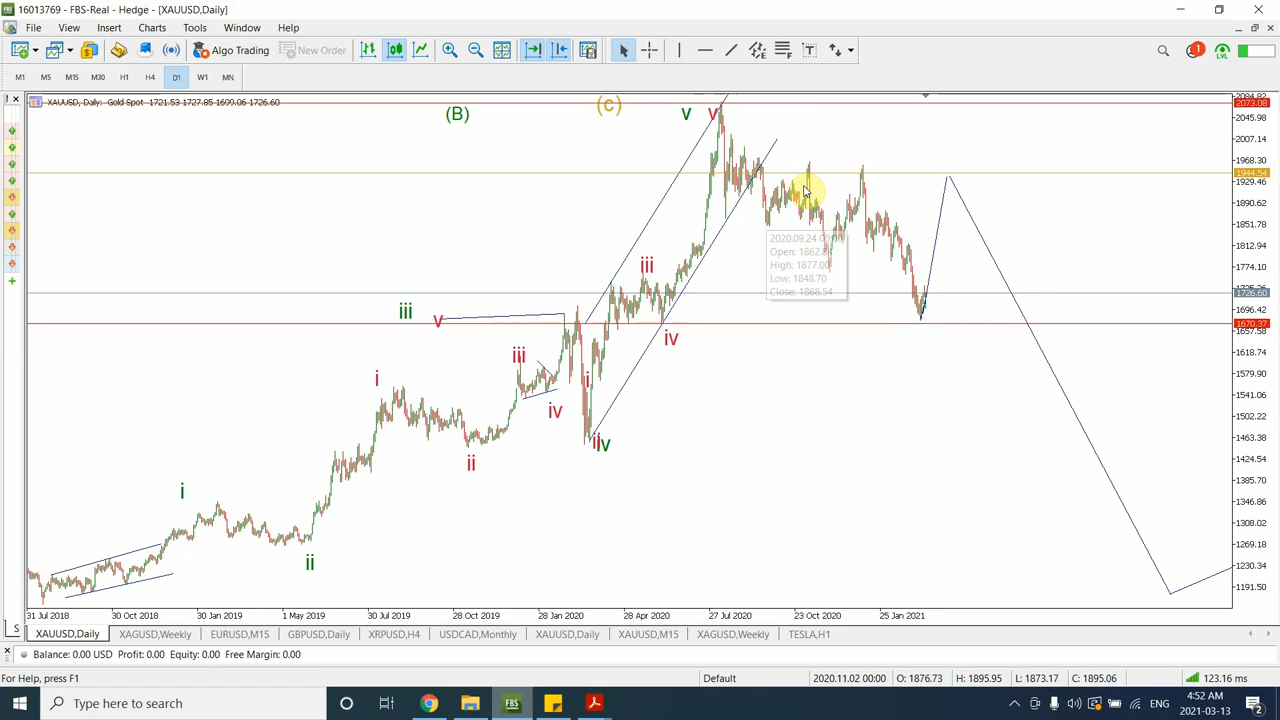 16013769 - FBS-Real - Hedge - [XAUUSD,Daily]
File View Insert Charts Tools Window Help
Algo Trading New Order
M1 M5 M15 M30 H1 H4 D1 W1 MN
XAUUSD, Daily: Gold Spot 1721.53 1727.85 1699.06 1726.60
2084.82
2073.08
(B) (c) v v
2045.98
2007.14
1968.30
1944.54
1929.46
1890.62
1851.78
2020.09.24 00:00
Open: 1862.
High: 1877.00
Low: 1848.70
Close: 1868.54
1812.94
iii
1774.10
1726.60
iii v
1670.37
iv
1657.58
iii
1618.74
i i
1579.90
iv
1541.06
1502.22
ii iv
1463.38
ii
1424.54
i
1385.70
1346.86
1308.02
ii
1269.18
1230.34
1191.50
31 Jul 2018 30 Oct 2018 30 Jan 2019 1 May 2019 30 Jul 2019 28 Oct 2019 28 Jan 2020 28 Apr 2020 27 Jul 2020 23 Oct 2020 25 Jan 2021
XAUUSD,Daily XAGUSD,Weekly EURUSD,M15 GBPUSD,Daily XRPUSD,H4 USDCAD,Monthly XAUUSD,Daily XAUUSD,M15 XAGUSD,Weekly TESLA,H1
Balance: 0.00 USD Profit: 0.00 Equity: 0.00 Free Margin: 0.00
For Help, press F1 Default 2020.11.02 00:00 O: 1876.73 H: 1895.95 L: 1873.17 C: 1895.06 123.16 ms
Type here to search FBS ENG 4:52 AM
2021-03-13